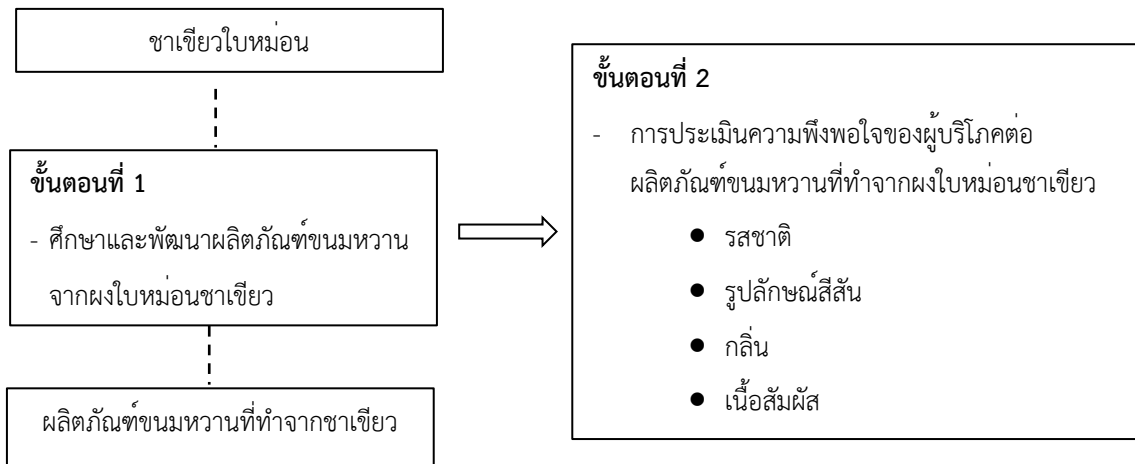 ชาเขียวใบหม่อน
ขั้นตอนที่ 1
- ศึกษาและพัฒนาผลิตภัณฑ์ขนมหวาน
จากผงใบหม่อนชาเขียว
ผลิตภัณฑ์ขนมหวานที่ทำจากชาเขียว
ขั้นตอนที่ 2
- การประเมินความพึงพอใจของผู้บริโภคต่อ
ผลิตภัณฑ์ขนมหวานที่ทำจากผงใบหม่อนชาเขียว
● รสชาติ
● รูปลักษณ์สีสัน
● กลิ่น
● เนื้อสัมผัส